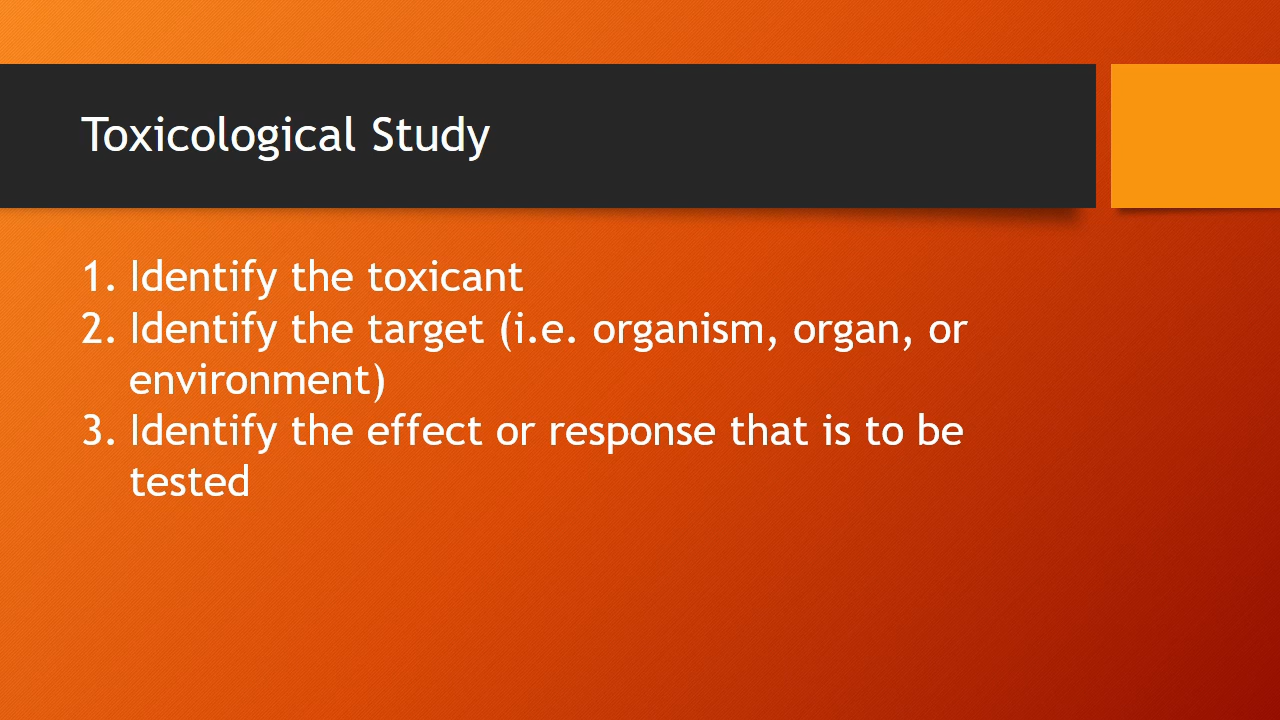 Toxicological Study
1. Identify the toxicant
2. Identify the target (i.e. organism, organ, or
environment)
3. Identify the effect or response that is to be
tested